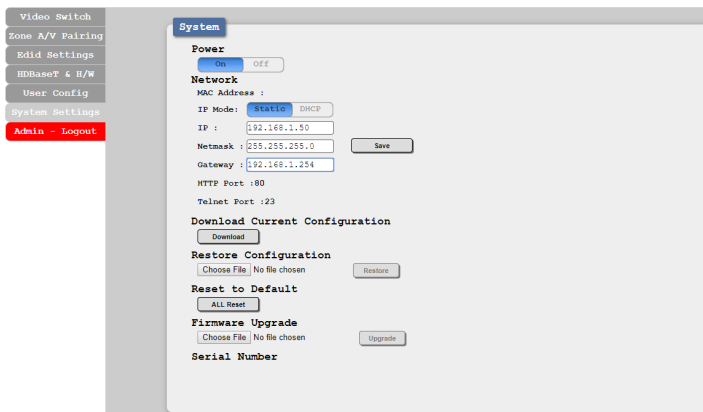 Video Switch
Zone A/V Pairing
Edid Settings
HDBaseT & H/W
User Config
System Settings
Admin - Logout
System
Power
On Off
Network
MAC Address :
IP Mode: Static DHCP
IP : 192.168.1.50
Netmask : 255.255.255.0 Save
Gateway : 192.168.1.254
HTTP Port :80
Telnet Port :23
Download Current Configuration
Download
Restore Configuration
Choose File No file chosen Restore
Reset to Default
ALL Reset
Firmware Upgrade
Choose File No file chosen Upgrade
Serial Number